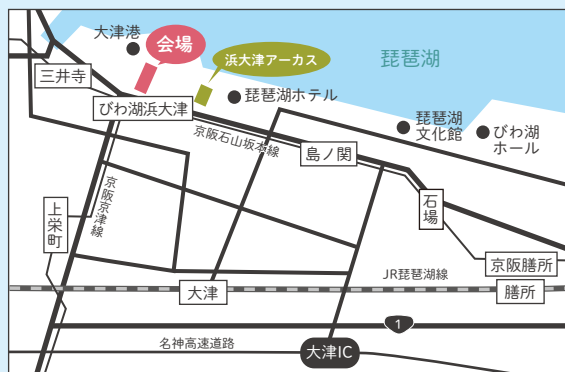 大津港
会場
浜大津アーカス
琵琶湖
三井寺
びわ湖浜大津
琵琶湖ホテル
琵琶湖
文化館
びわ湖
ホール
京阪石山坂本線
島ノ関
京阪京津線
上栄町
石場
京阪膳所
JR琵琶湖線
大津
膳所
1
名神高速道路
大津IC